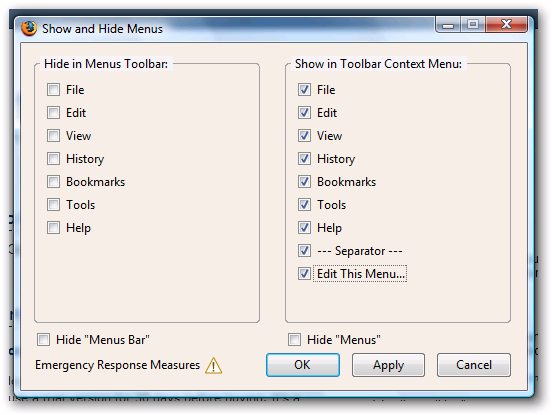 Show and Hide Menus
Hide in Menus Toolbar:
File
Edit
View
History
Bookmarks
Tools
Help
Show in Toolbar Context Menu:
File
Edit
View
History
Bookmarks
Tools
Help
--- Separator ---
Edit This Menu...
Hide "Menus Bar"
Hide "Menus"
Emergency Response Measures
OK
Apply
Cancel